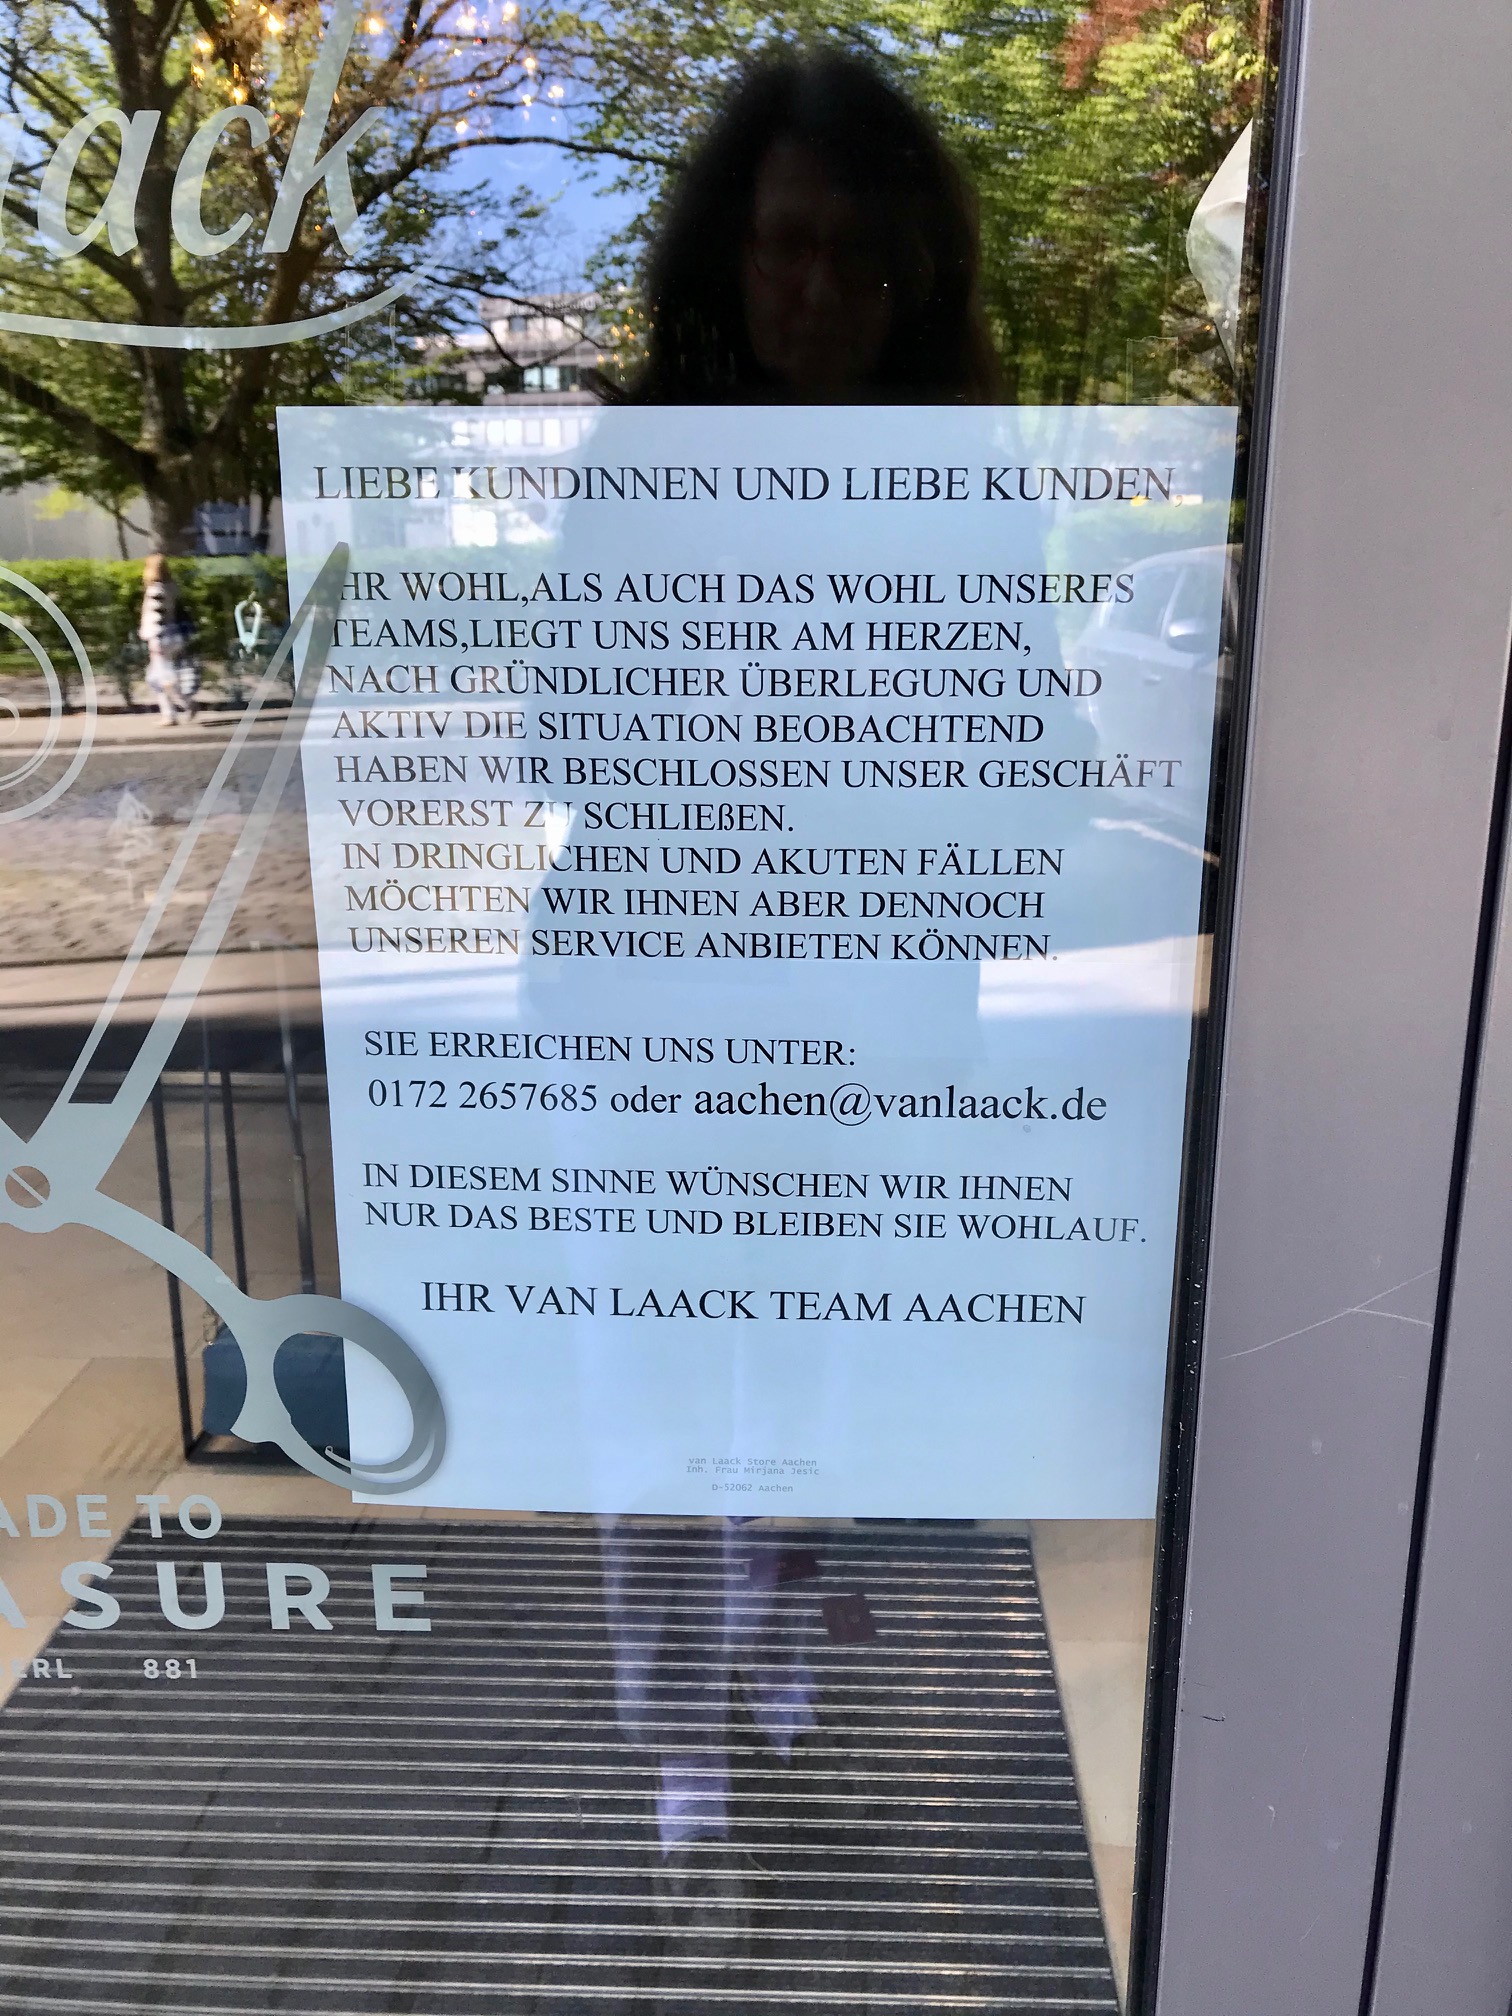 aack
LIEBE KUNDINNEN UND LIEBE KUNDEN,
IHR WOHL,ALS AUCH DAS WOHL UNSERES
TEAMS,LIEGT UNS SEHR AM HERZEN,
NACH GRÜNDLICHER ÜBERLEGUNG UND
AKTIV DIE SITUATION BEOBACHTEND
HABEN WIR BESCHLOSSEN UNSER GESCHÄFT
VORERST ZU SCHLIEßEN.
IN DRINGLICHEN UND AKUTEN FÄLLEN
MÖCHTEN WIR IHNEN ABER DENNOCH
UNSEREN SERVICE ANBIETEN KÖNNEN.
SIE ERREICHEN UNS UNTER:
0172 2657685 oder aachen@vanlaack.de
IN DIESEM SINNE WÜNSCHEN WIR IHNEN
NUR DAS BESTE UND BLEIBEN SIE WOHLAUF.
IHR VAN LAACK TEAM AACHEN
van Laack Store Aachen
Inh. Frau Mirjana Jesic
D-52062 Aachen
ADE TO
ASURE
ERL 881